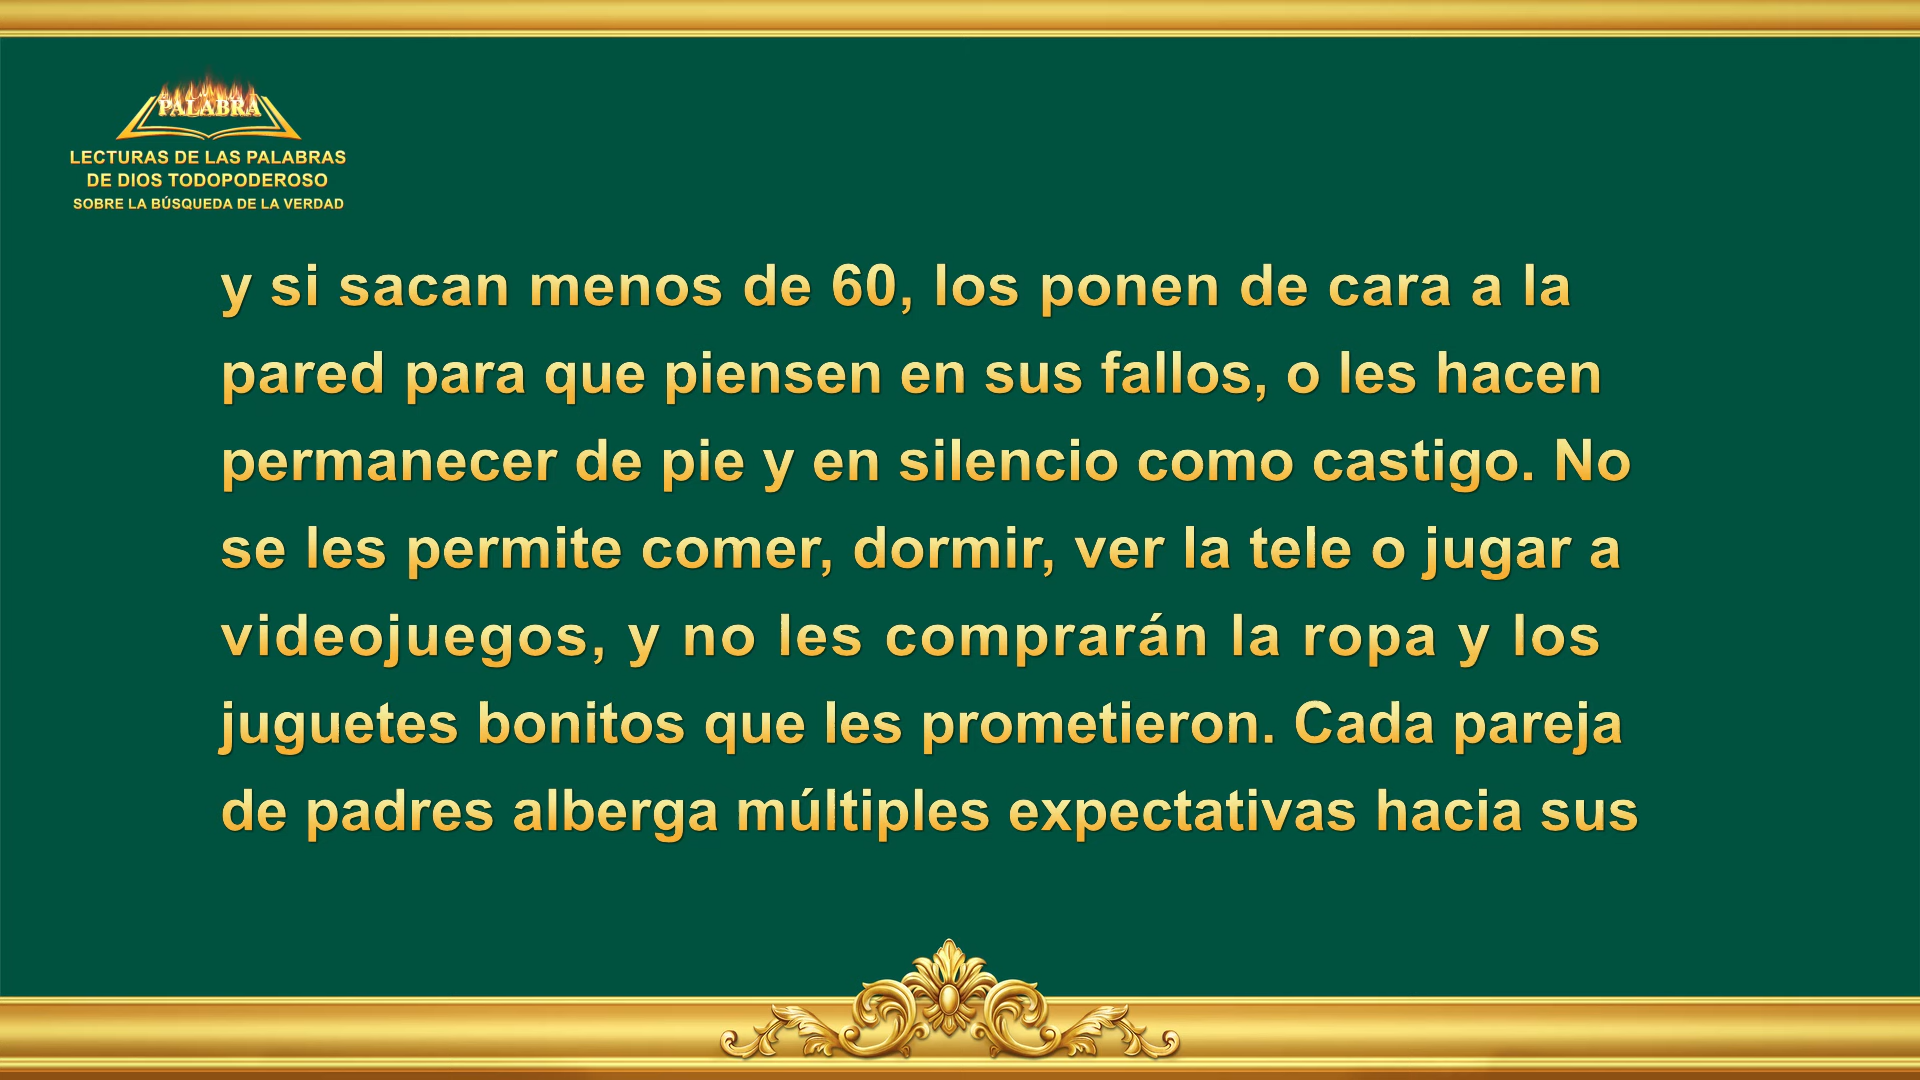 PALABRA
LECTURAS DE LAS PALABRAS
DE DIOS TODOPODEROSO
SOBRE LA BÚSQUEDA DE LA VERDAD
y si sacan menos de 60, los ponen de cara a la
pared para que piensen en sus fallos, o les hacen
permanecer de pie y en silencio como castigo. No
se les permite comer, dormir, ver la tele o jugar a
videojuegos, y no les comprarán la ropa y los
juguetes bonitos que les prometieron. Cada pareja
de padres alberga múltiples expectativas hacia sus